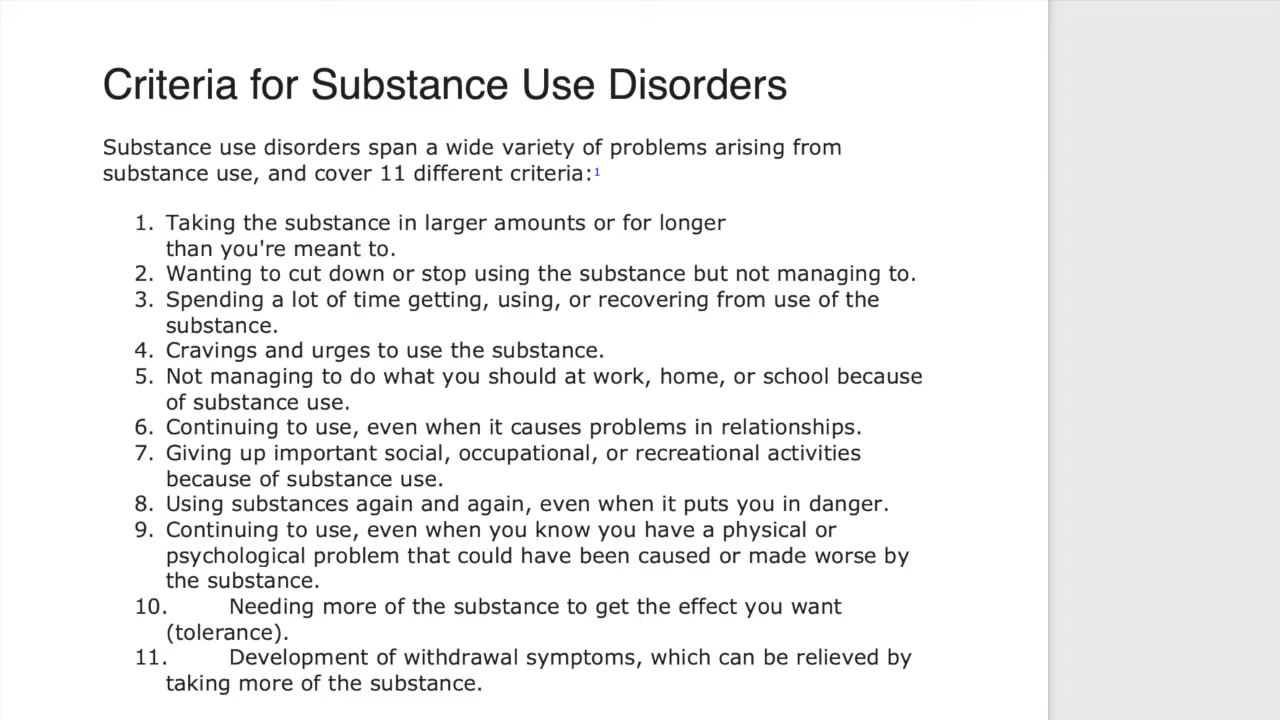 Criteria for Substance Use Disorders
Substance use disorders span a wide variety of problems arising from
substance use, and cover 11 different criteria:1
1. Taking the substance in larger amounts or for longer
than you're meant to.
2. Wanting to cut down or stop using the substance but not managing to.
3. Spending a lot of time getting, using, or recovering from use of the
substance.
4. Cravings and urges to use the substance.
5. Not managing to do what you should at work, home, or school because
of substance use.
6. Continuing to use, even when it causes problems in relationships.
7. Giving up important social, occupational, or recreational activities
because of substance use.
8. Using substances again and again, even when it puts you in danger.
9. Continuing to use, even when you know you have a physical or
psychological problem that could have been caused or made worse by
the substance.
10. Needing more of the substance to get the effect you want
(tolerance).
11. Development of withdrawal symptoms, which can be relieved by
taking more of the substance.